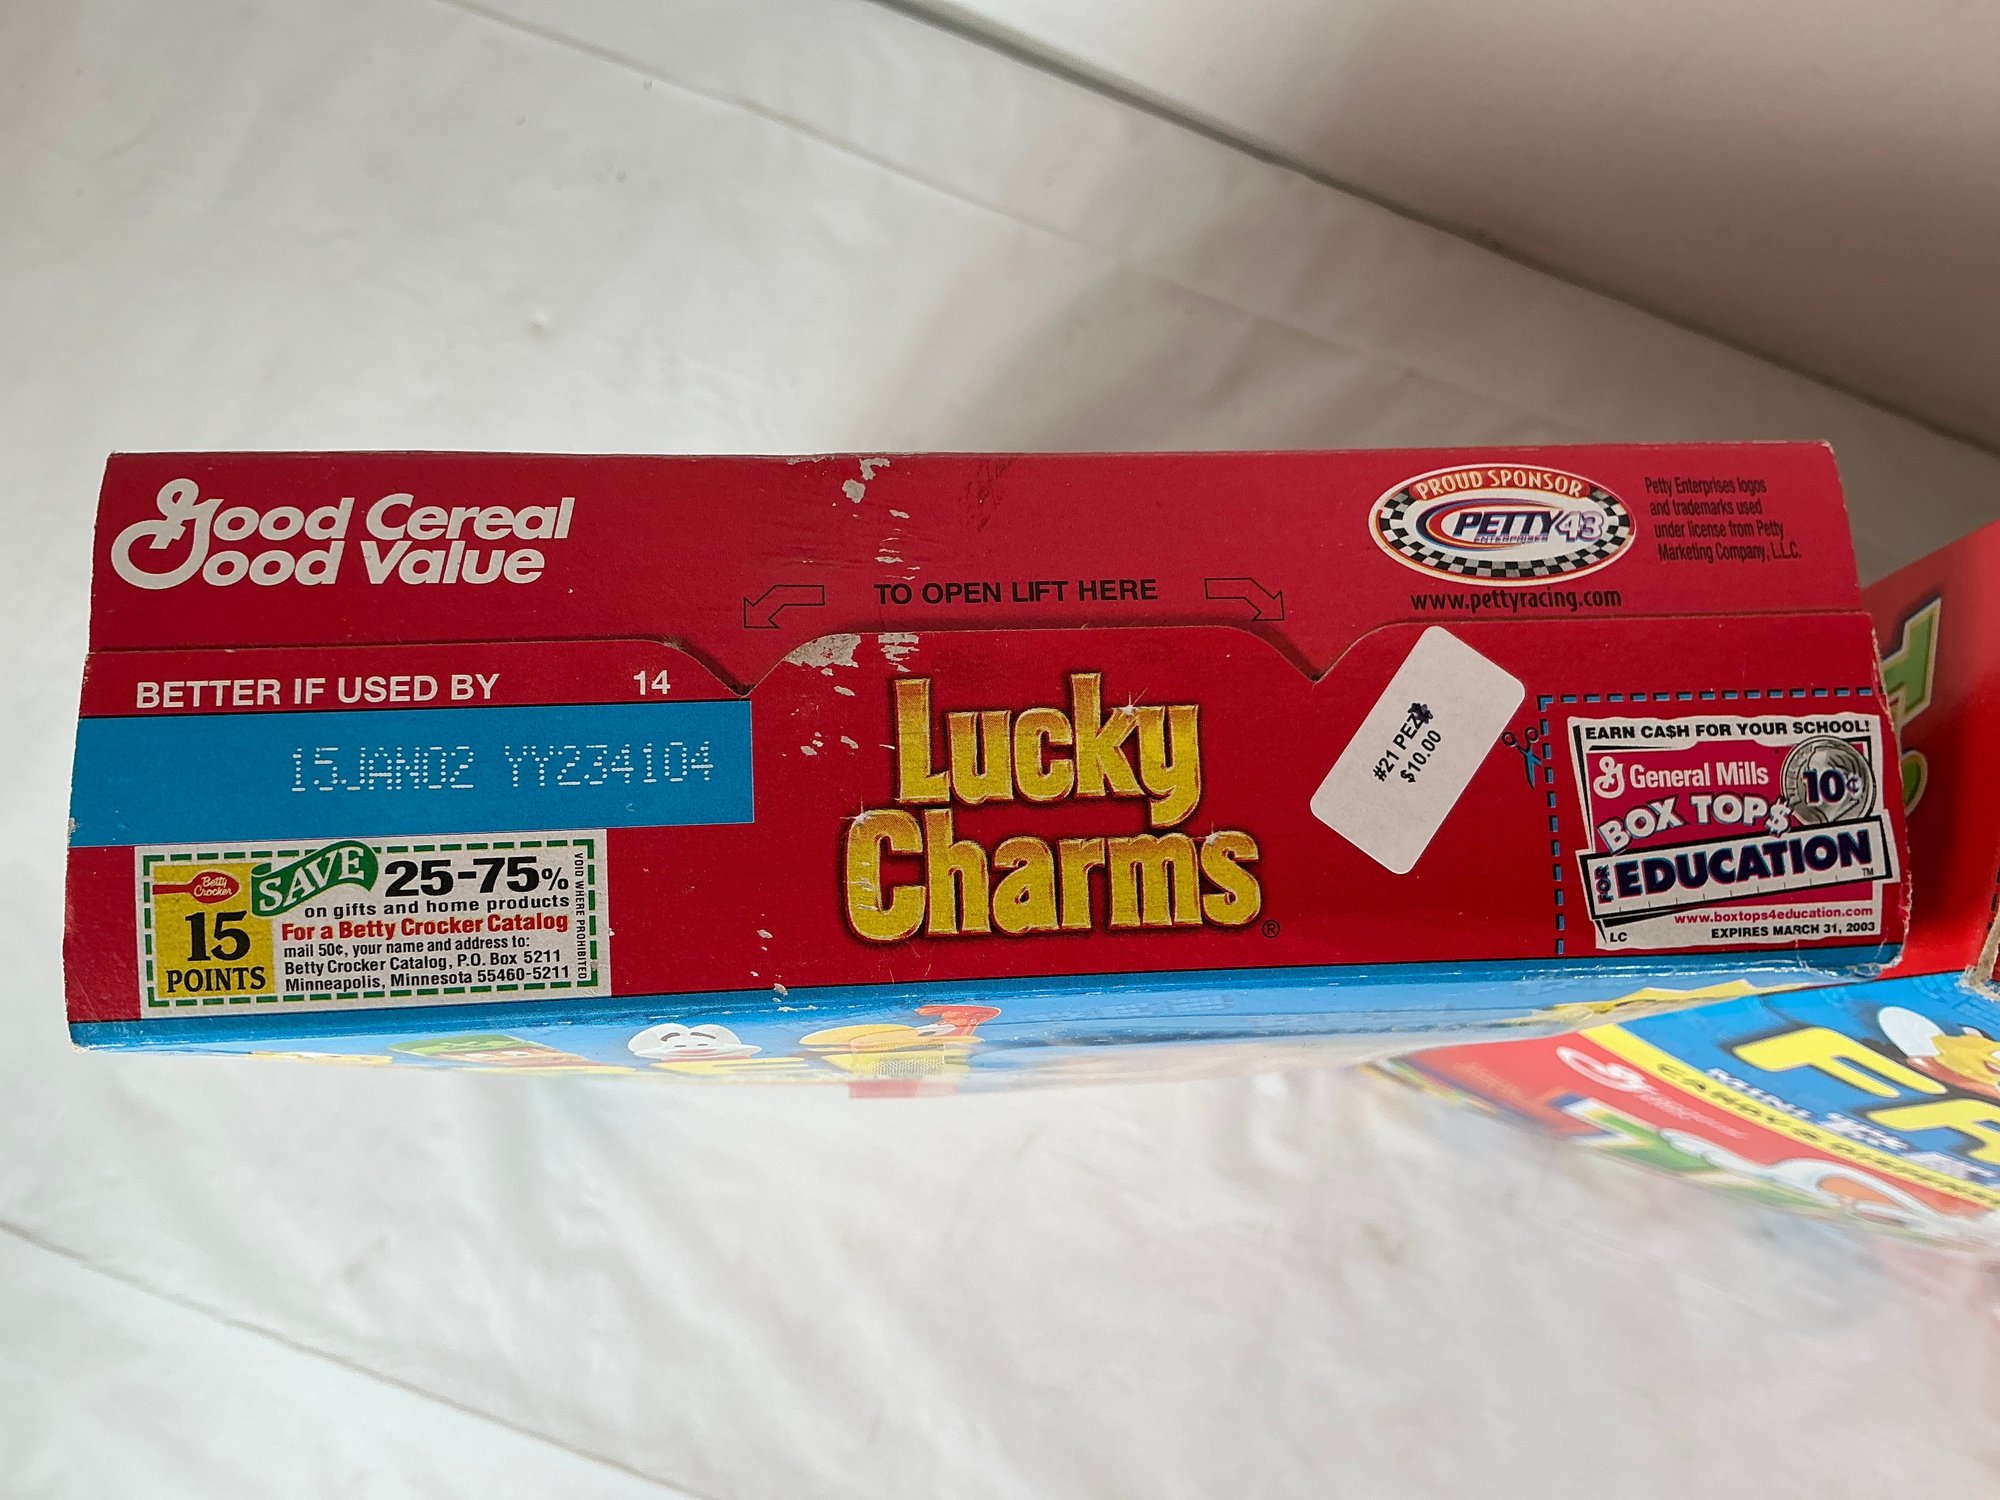 Good Cereal
Good Value
TO OPEN LIFT HERE
PROUD SPONSOR
PETTY 43
ENTERPRISES
www.pettyracing.com
Petty Enterprises logos
and trademarks used
under license from Petty
Marketing Company, L.L.C.
BETTER IF USED BY 14
15JAN02 YY234104
Betty
Crocker
15
POINTS
SAVE 25-75%
on gifts and home products
For a Betty Crocker Catalog
mail 50¢, your name and address to:
Betty Crocker Catalog, P.O. Box 5211
Minneapolis, Minnesota 55460-5211
VOID WHERE PROHIBITED
Lucky
Charms®
#21 PEZ
$10.00
EARN CA$H FOR YOUR SCHOOL!
General Mills
10¢
BOX TOP$
FOR EDUCATION™
www.boxtops4education.com
LC EXPIRES MARCH 31, 2003